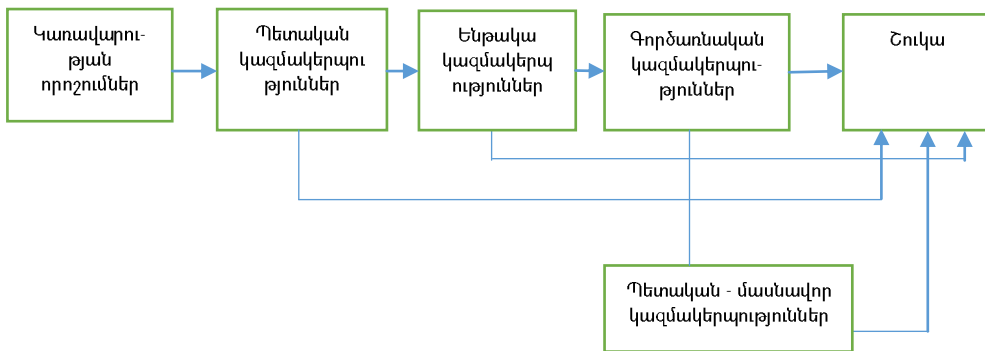 Կառավարու-
թյան
որոշումներ
Պետական
կազմակերպու
թյուններ
Ենթակա
կազմակերպ
ություններ
Գործառնական
կազմակերպու-
թյուններ
Շուկա
Պետական - մասնավոր
կազմակերպություններ